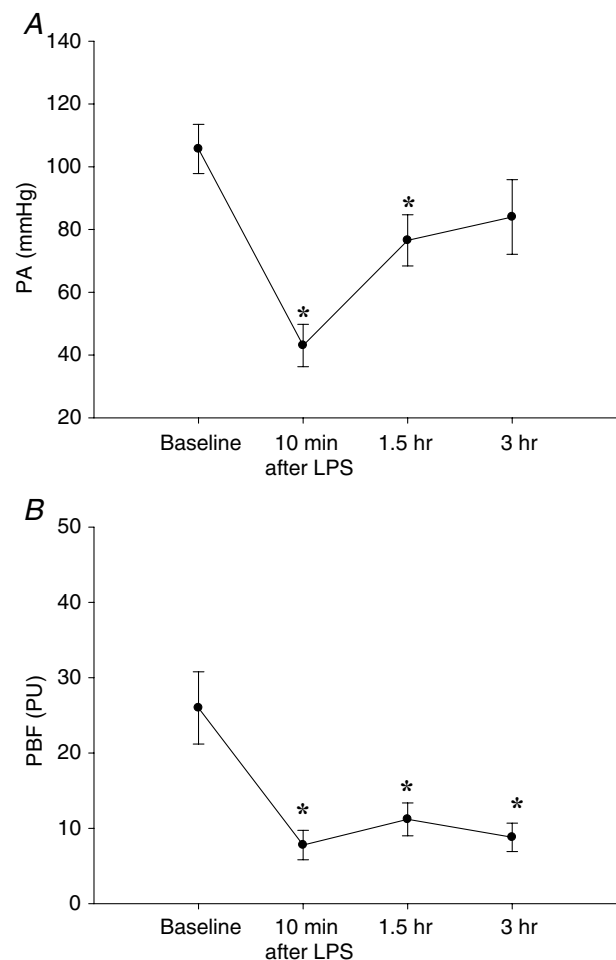 A
140
120
100
80
60
40
20
PA (mmHg)
*
*
Baseline
10 min
after LPS
1.5 hr
3 hr
B
50
40
30
20
10
0
PBF (PU)
*
*
*
Baseline
10 min
after LPS
1.5 hr
3 hr